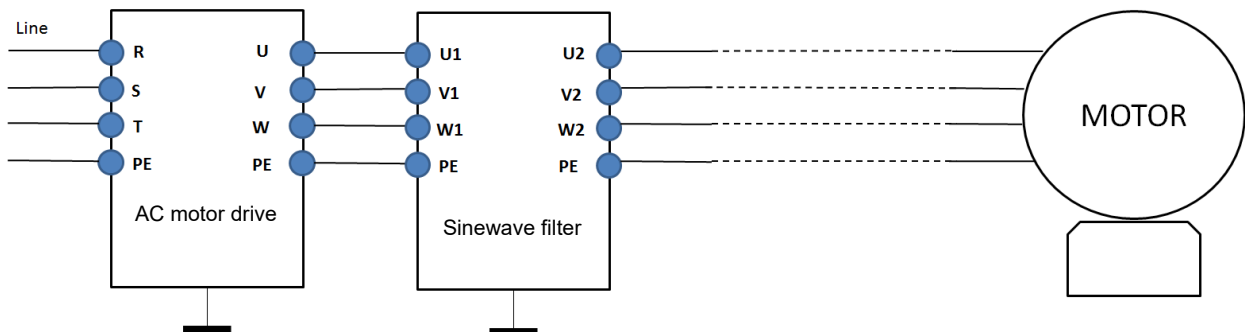 Line
R U U1 U2
S V V1 V2
MOTOR
T W W1 W2
PE PE PE PE
AC motor drive
Sinewave filter